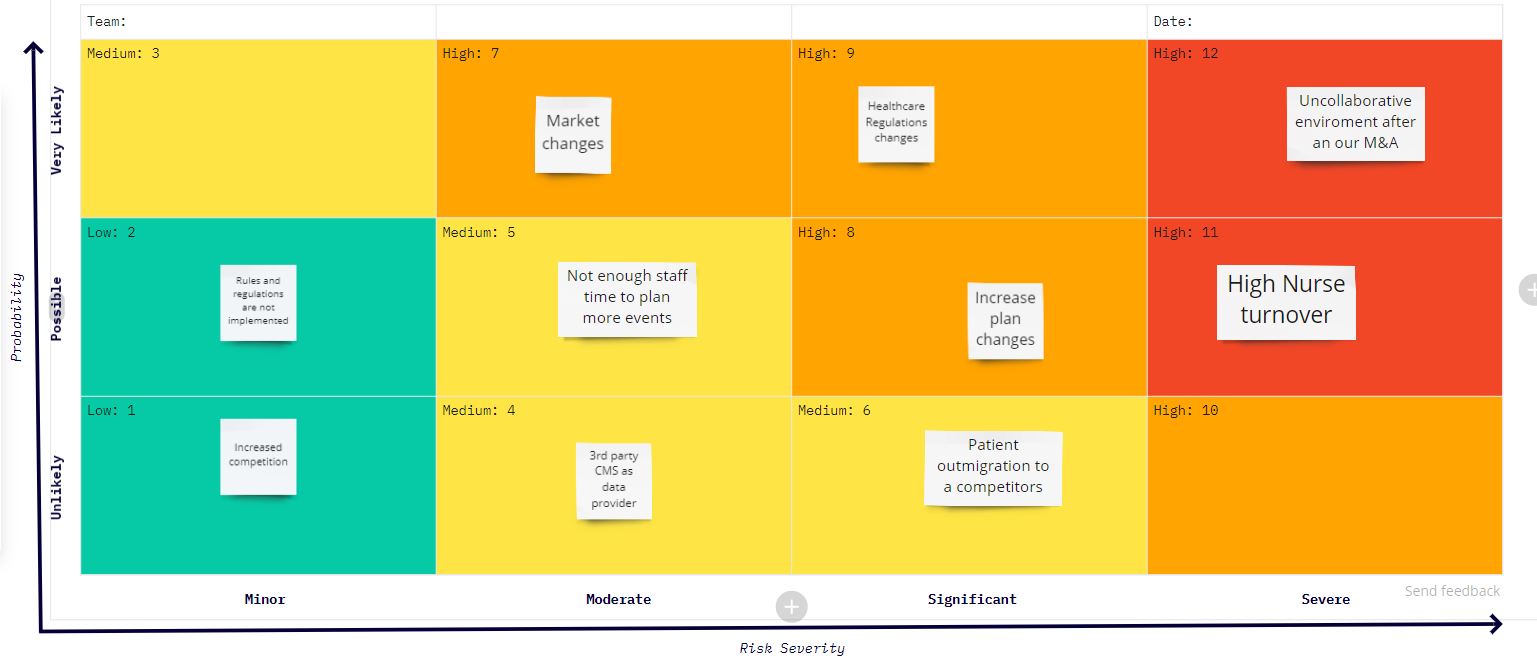 Team:
Date:
Medium: 3
High: 7
High: 9
High: 12
Very Likely
Market
changes
Healthcare
Regulations
changes
Uncollaborative
enviroment after
an our M&A
Low: 2
Medium: 5
High: 8
High: 11
Probability
Possible
Rules and
regulations
are not
implemented
Not enough staff
time to plan
more events
Increase
plan
changes
High Nurse
turnover
Low: 1
Medium: 4
Medium: 6
High: 10
Unlikely
Increased
competition
3rd party
CMS as
data
provider
Patient
outmigration to
a competitors
Minor
Moderate
Significant
Severe
Send feedback
Risk Severity